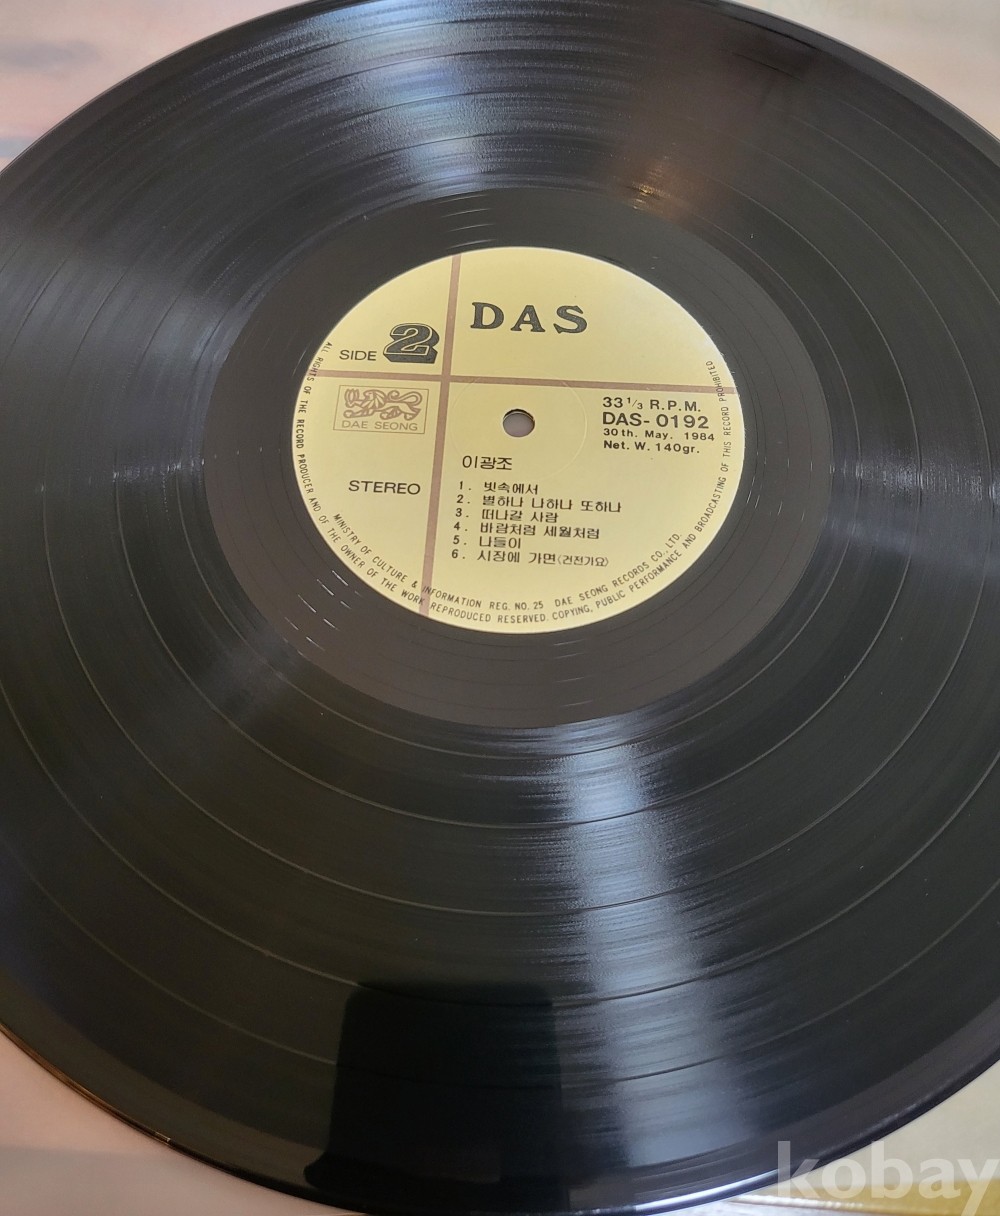 DAS
SIDE 2
DAE SEONG
STEREO
33 1/3 R.P.M.
DAS-0192
30th. May. 1984
Net. W. 140gr.
이광조
1. 빗속에서
2. 별하나 나하나 또하나
3. 떠나갈 사람
4. 바람처럼 세월처럼
5. 나들이
6. 시장에 가면(건전가요)
ALL RIGHTS OF THE RECORD PRODUCER AND OF THE OWNER OF THE WORK REPRODUCED RESERVED. COPYING, PUBLIC PERFORMANCE AND BROADCASTING OF THIS RECORD PROHIBITED
MINISTRY OF CULTURE & INFORMATION REG. NO. 25 DAE SEONG RECORDS CO., LTD.
kobay